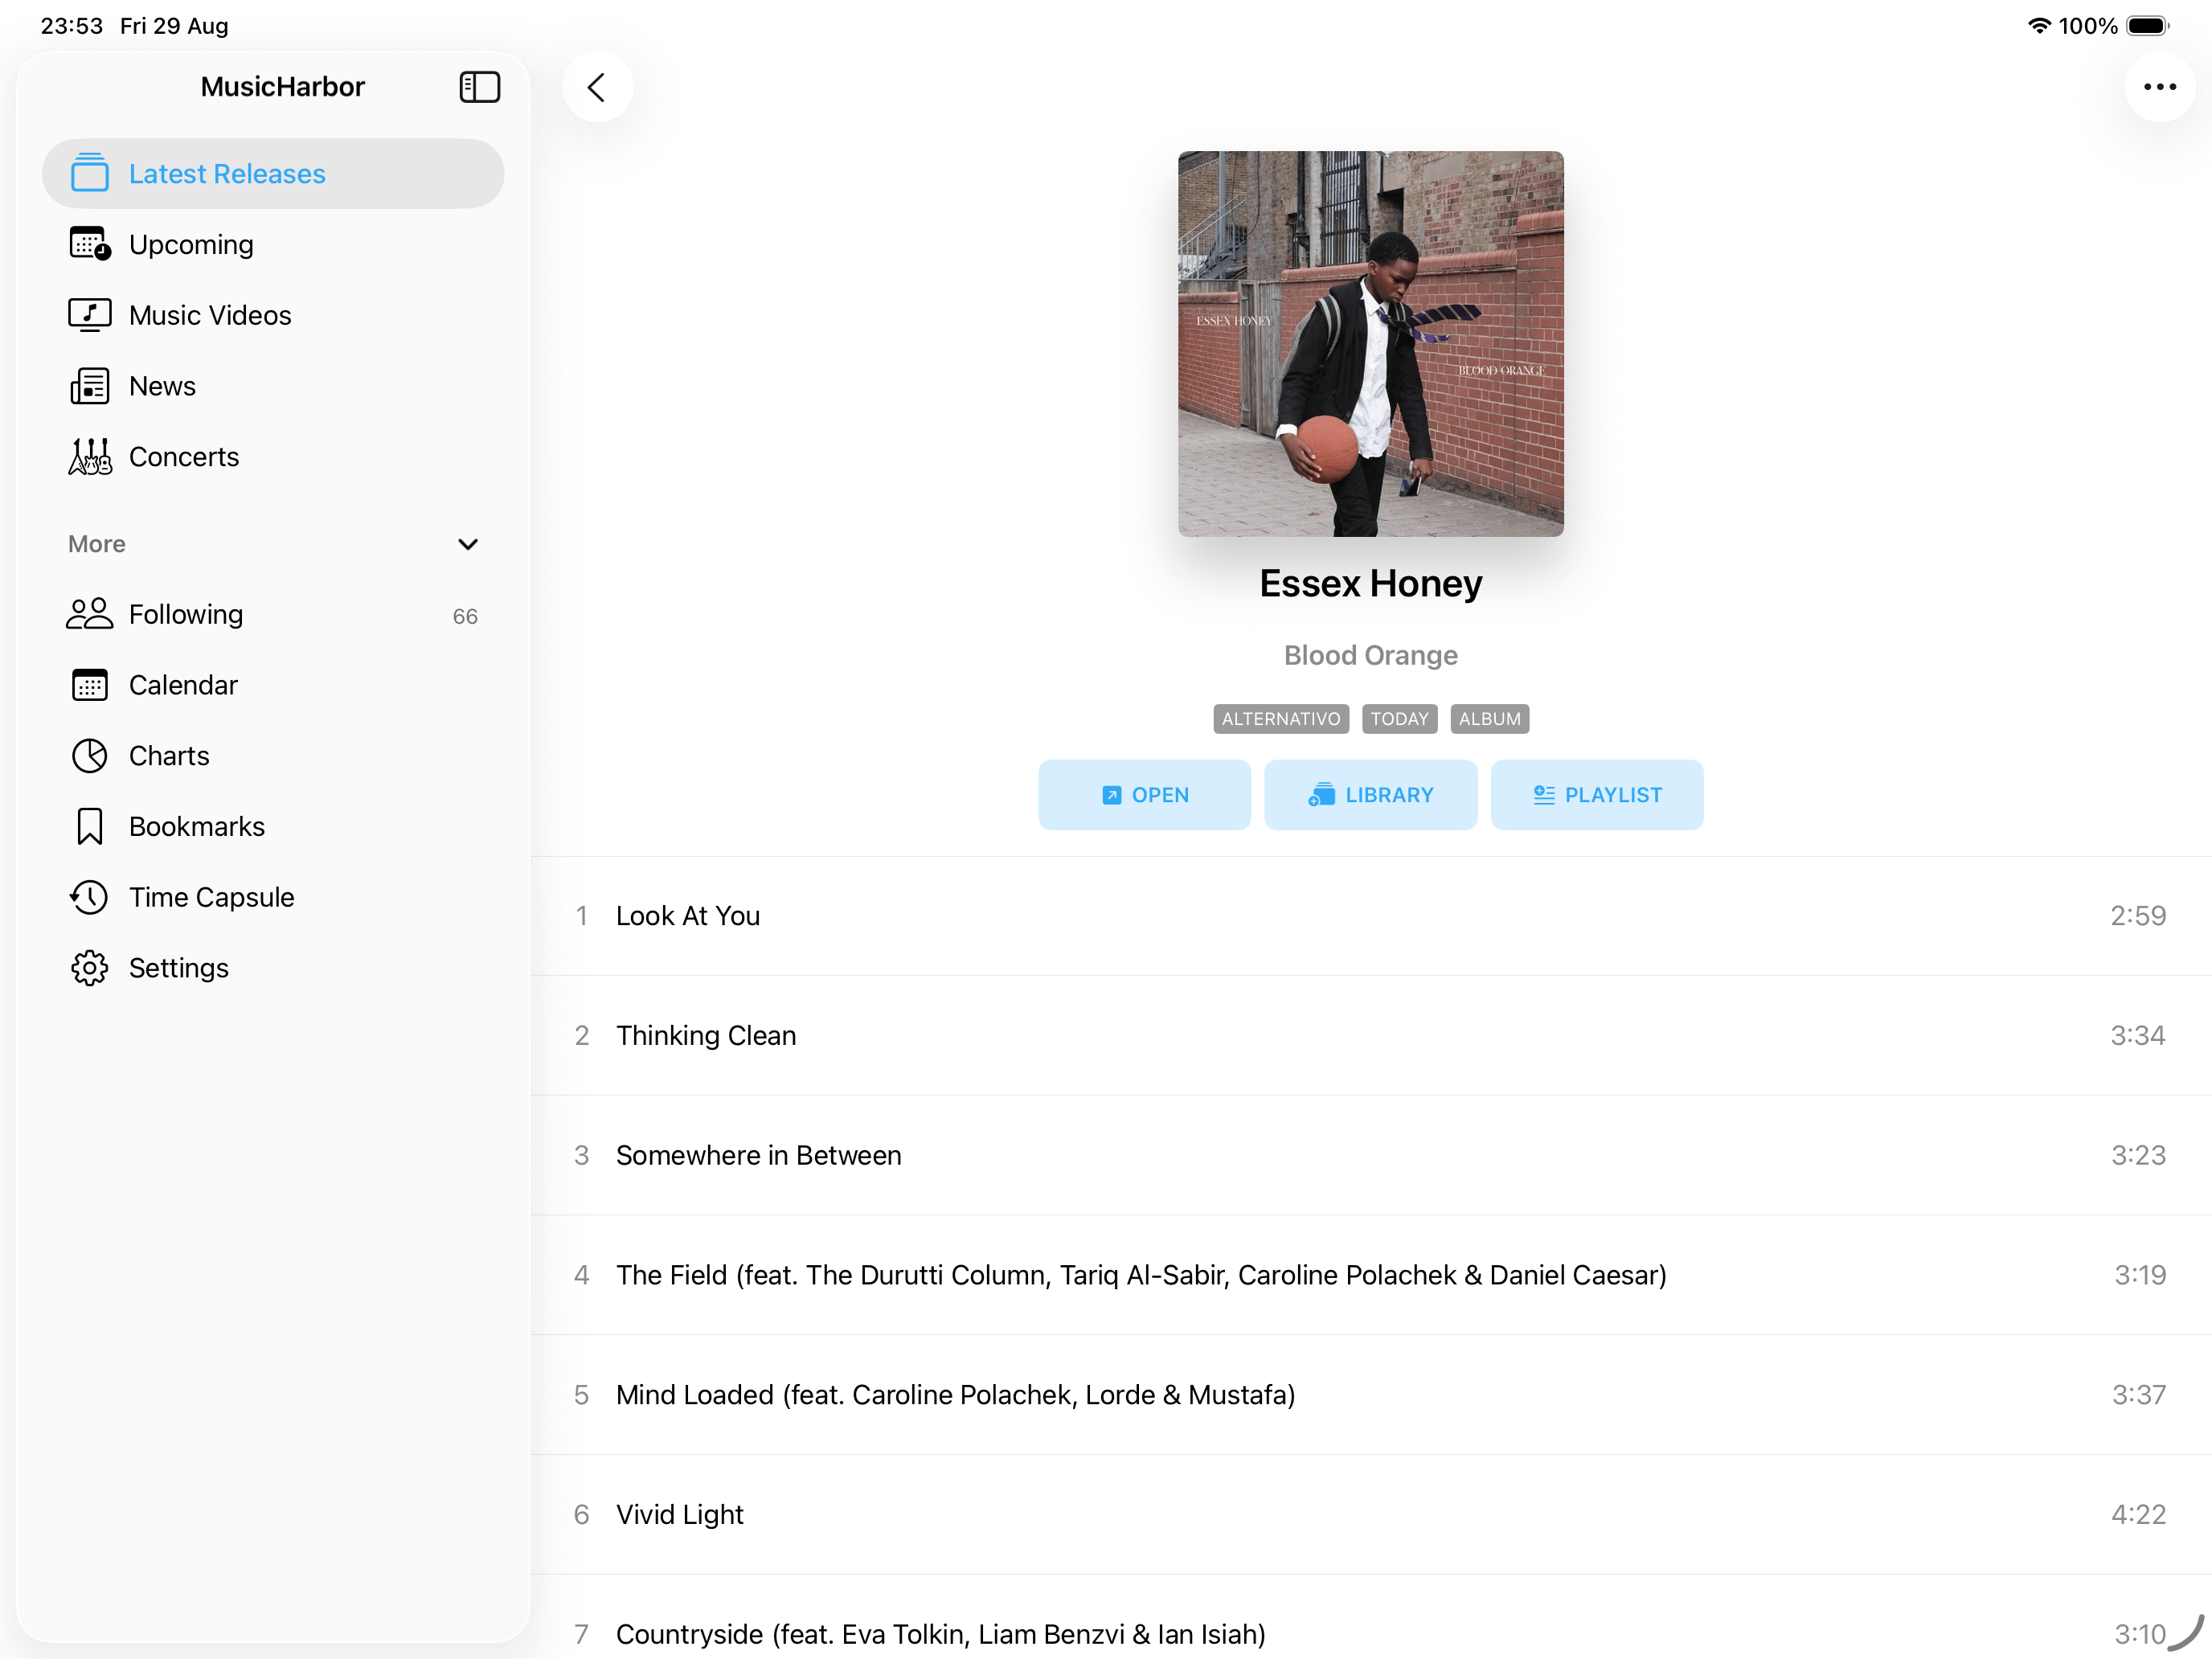 23:53 Fri 29 Aug
100%
MusicHarbor
Latest Releases
Upcoming
Music Videos
News
Concerts
More
Following 66
Calendar
Charts
Bookmarks
Time Capsule
Settings
ESSEX HONEY
BLOOD ORANGE
Essex Honey
Blood Orange
ALTERNATIVO TODAY ALBUM
OPEN LIBRARY PLAYLIST
1 Look At You 2:59
2 Thinking Clean 3:34
3 Somewhere in Between 3:23
4 The Field (feat. The Durutti Column, Tariq Al-Sabir, Caroline Polachek & Daniel Caesar) 3:19
5 Mind Loaded (feat. Caroline Polachek, Lorde & Mustafa) 3:37
6 Vivid Light 4:22
7 Countryside (feat. Eva Tolkin, Liam Benzvi & Ian Isiah) 3:10